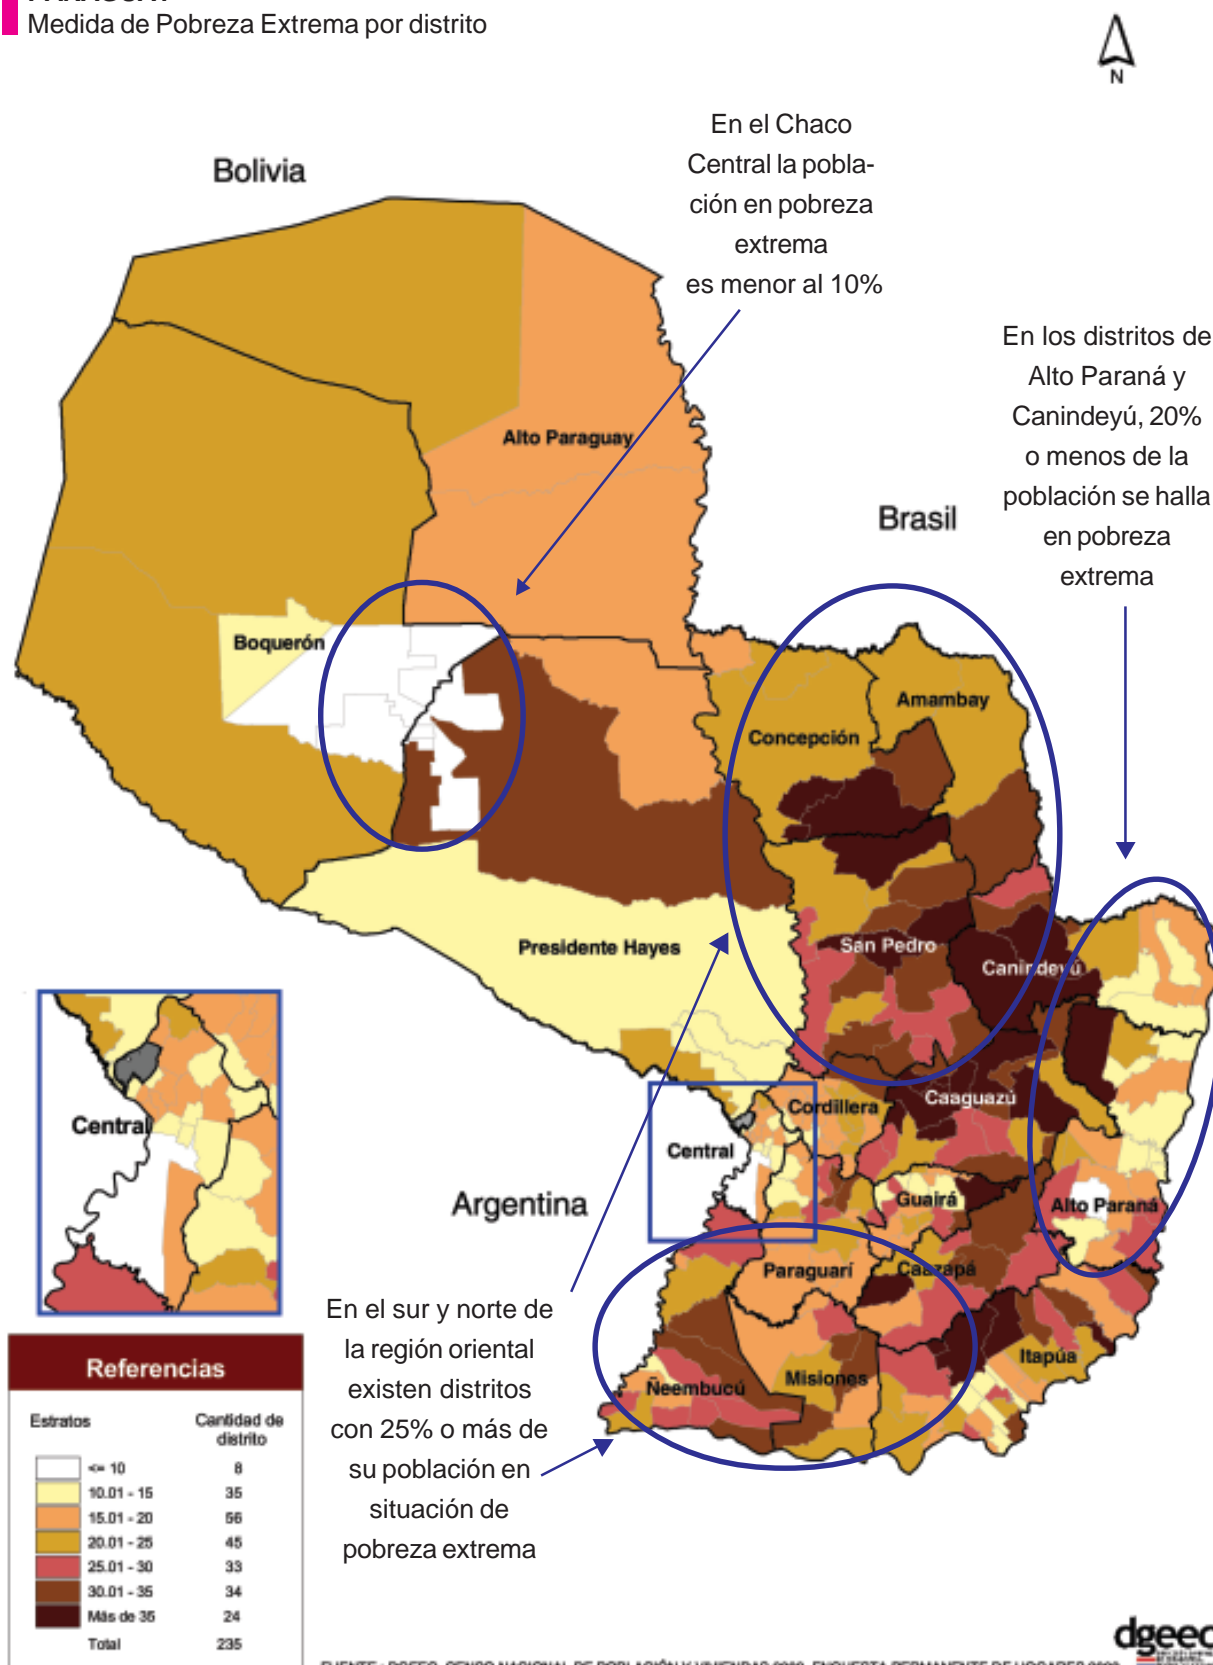 Medida de Pobreza Extrema por distrito
N
En el Chaco
Central la pobla-
ción en pobreza
extrema
es menor al 10%
Bolivia
En los distritos de
Alto Paraná y
Canindeyú, 20%
o menos de la
población se halla
en pobreza
extrema
Alto Paraguay
Brasil
Boquerón
Amambay
Concepción
San Pedro
Presidente Hayes
Canindeyú
Caaguazú
Cordillera
Central
Central
Argentina
Guairá
Alto Paraná
Paraguarí
Caazapá
Itapúa
Misiones
Ñeembucú
En el sur y norte de
la región oriental
existen distritos
con 25% o más de
su población en
situación de
pobreza extrema
Referencias
Estratos Cantidad de
distrito
<= 10 8
10.01 - 15 35
15.01 - 20 56
20.01 - 25 45
25.01 - 30 33
30.01 - 35 34
Más de 35 24
Total 235
dgeec